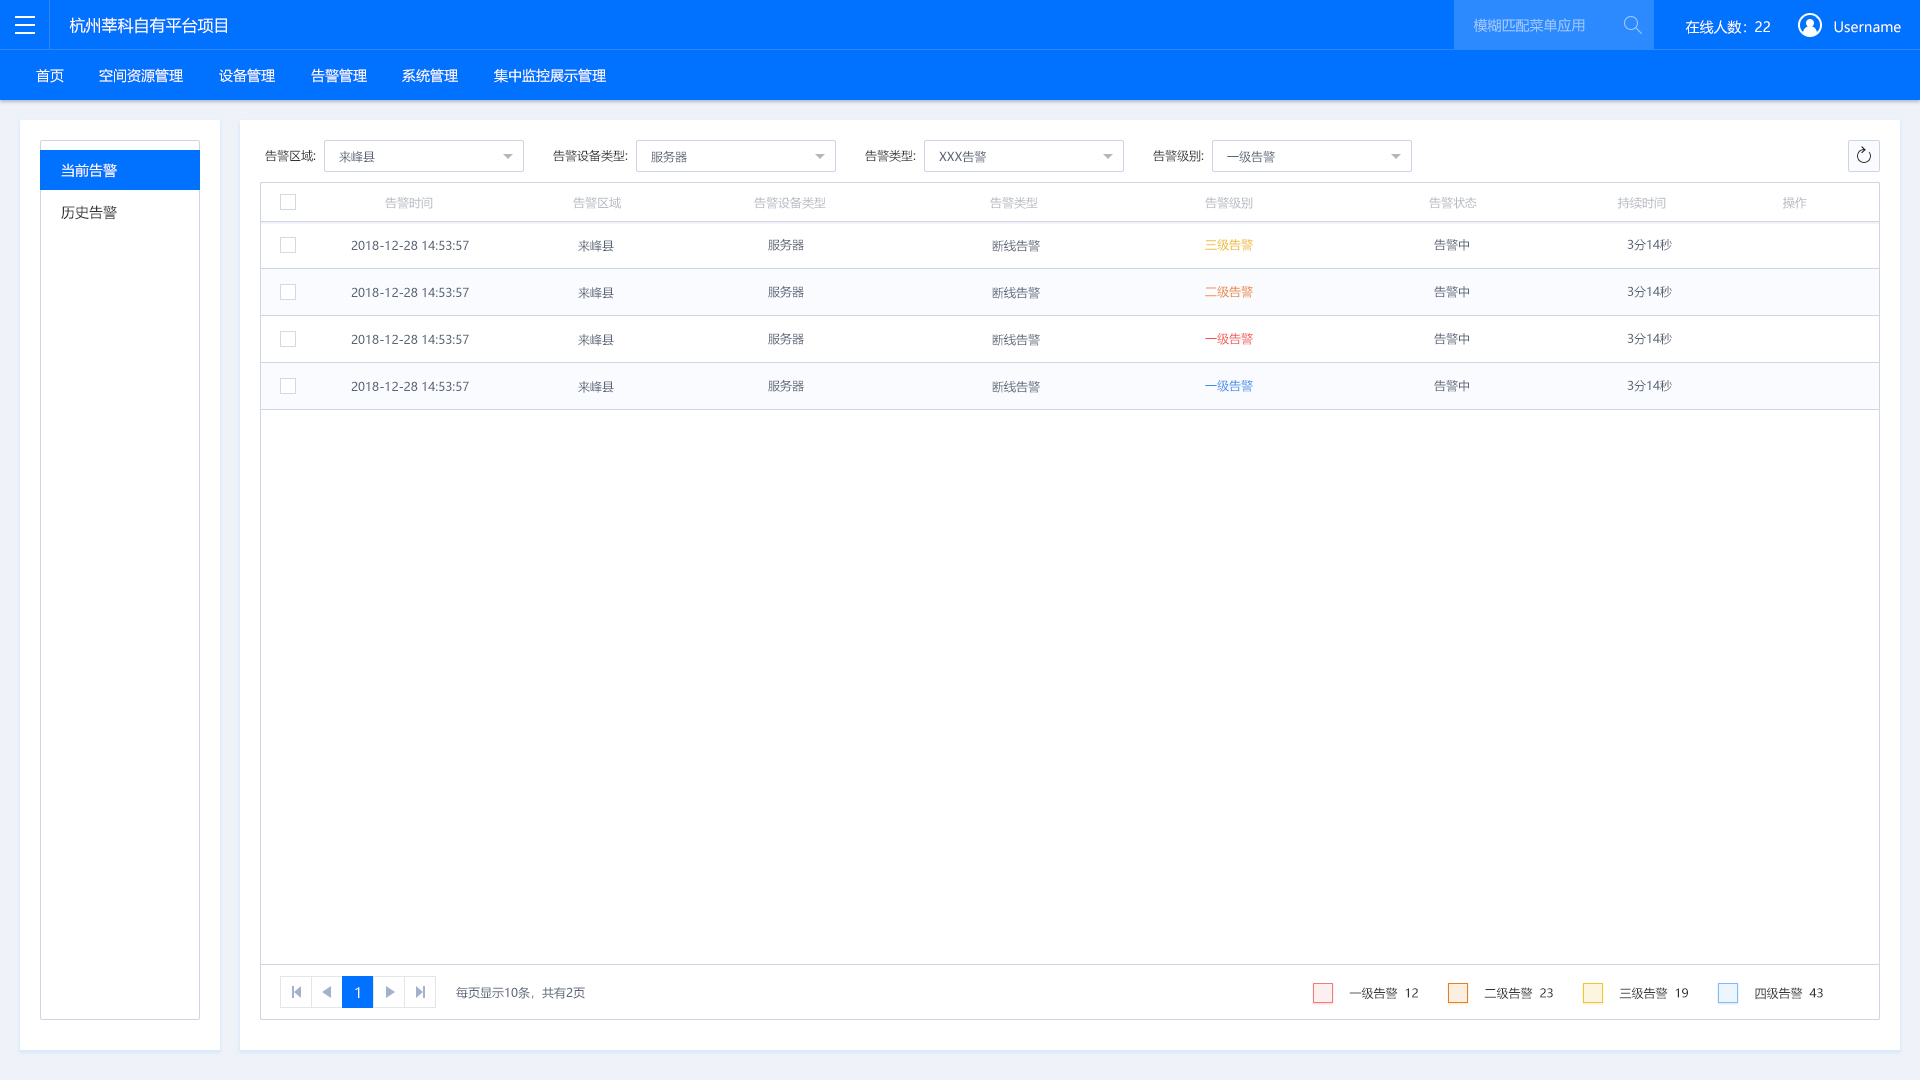 杭州莘科自有平台项目
模糊匹配菜单应用
在线人数：22
Username
首页 空间资源管理 设备管理 告警管理 系统管理 集中监控展示管理
当前告警
历史告警
告警区域: 来峰县 告警设备类型: 服务器 告警类型: XXX告警 告警级别: 一级告警
告警时间 告警区域 告警设备类型 告警类型 告警级别 告警状态 持续时间 操作
2018-12-28 14:53:57 来峰县 服务器 断线告警 三级告警 告警中 3分14秒
2018-12-28 14:53:57 来峰县 服务器 断线告警 二级告警 告警中 3分14秒
2018-12-28 14:53:57 来峰县 服务器 断线告警 一级告警 告警中 3分14秒
2018-12-28 14:53:57 来峰县 服务器 断线告警 一级告警 告警中 3分14秒
1 每页显示10条，共有2页
一级告警 12 二级告警 23 三级告警 19 四级告警 43